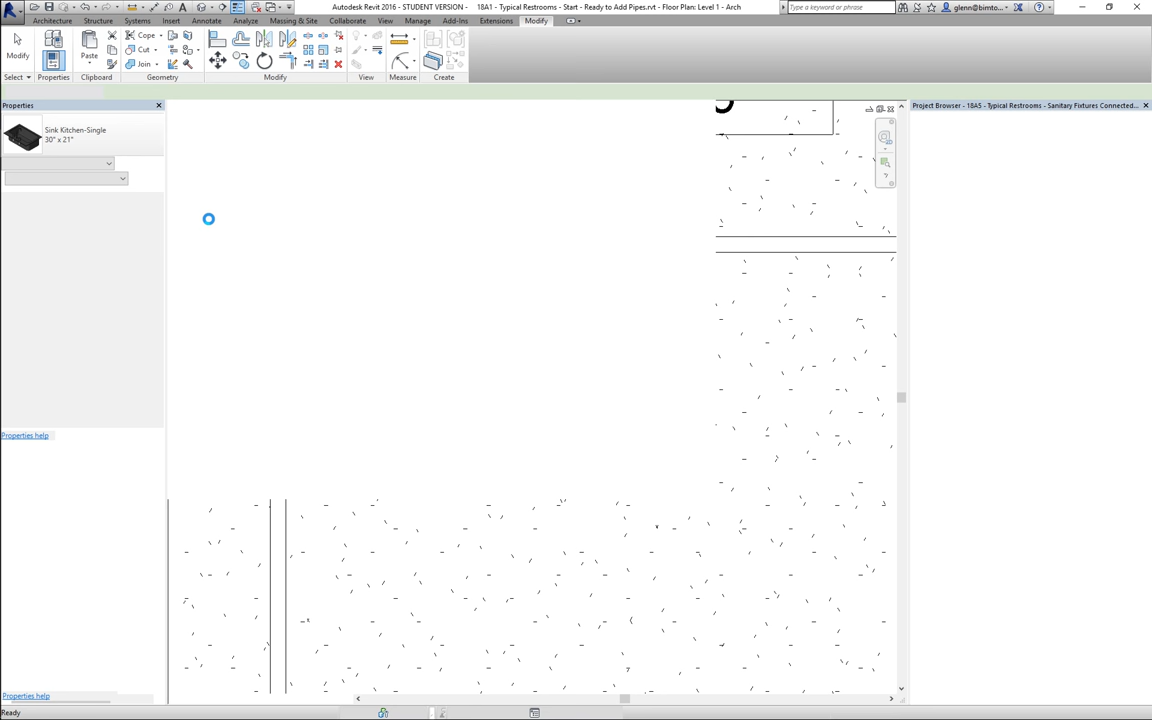 Autodesk Revit 2016 - STUDENT VERSION - 18A1 - Typical Restrooms - Start - Ready to Add Pipes.rvt - Floor Plan: Level 1 - Arch
Type a keyword or phrase
glenn@bimto...
Architecture Structure Systems Insert Annotate Analyze Massing & Site Collaborate View Manage Add-Ins Extensions Modify
Modify
Paste
Cope
Cut
Join
Select Properties Clipboard Geometry Modify View Measure Create
Properties
Project Browser - 18A5 - Typical Restrooms - Sanitary Fixtures Connected...
Sink Kitchen-Single
30" x 21"
Properties help
Properties help
Ready